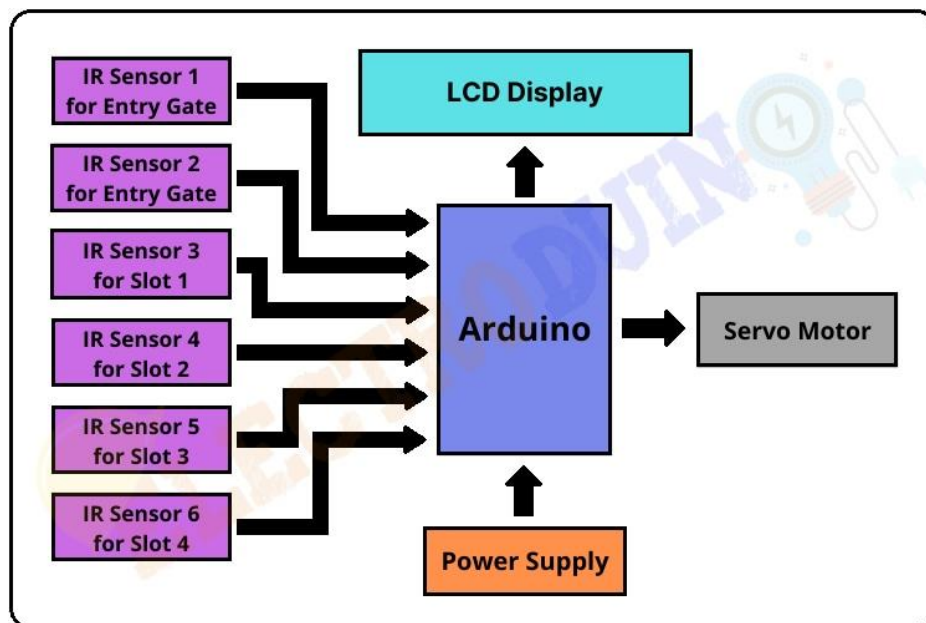 IR Sensor 1
for Entry Gate
IR Sensor 2
for Entry Gate
IR Sensor 3
for Slot 1
IR Sensor 4
for Slot 2
IR Sensor 5
for Slot 3
IR Sensor 6
for Slot 4
LCD Display
Arduino
Servo Motor
Power Supply
ELECTRODUINO